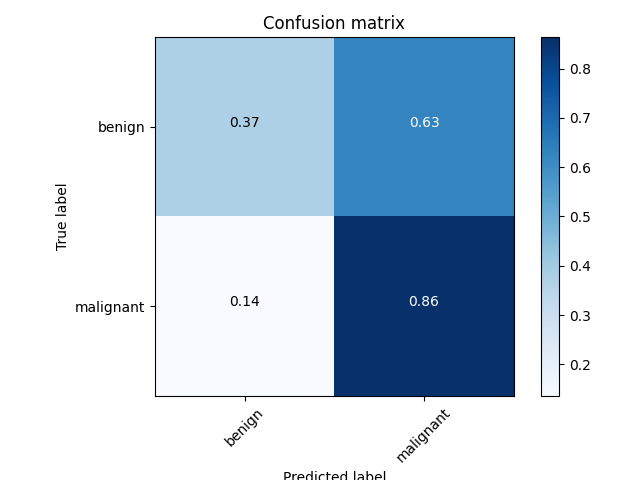 Confusion matrix
benign
0.37
0.63
malignant
0.14
0.86
True label
benign
malignant
Predicted label
0.8
0.7
0.6
0.5
0.4
0.3
0.2